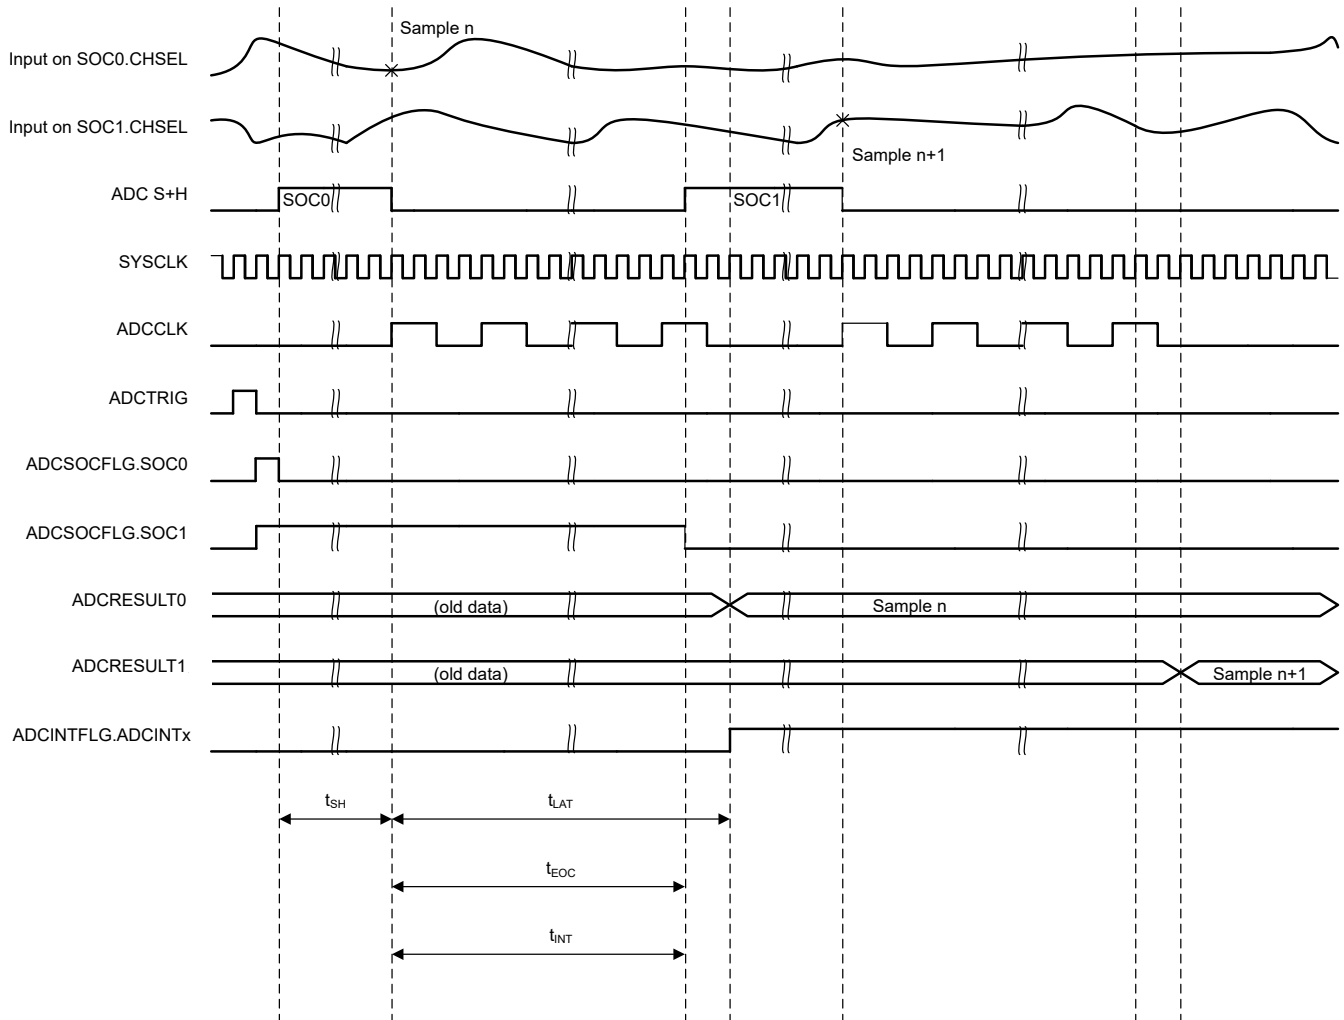 Sample n
Input on SOC0.CHSEL
Input on SOC1.CHSEL
Sample n+1
ADC S+H
SOC0
SOC1
SYSCLK
ADCCLK
ADCTRIG
ADCSOCFLG.SOC0
ADCSOCFLG.SOC1
ADCRESULT0
(old data)
Sample n
ADCRESULT1
(old data)
Sample n+1
ADCINTFLG.ADCINTx
tSH
tLAT
tEOC
tINT